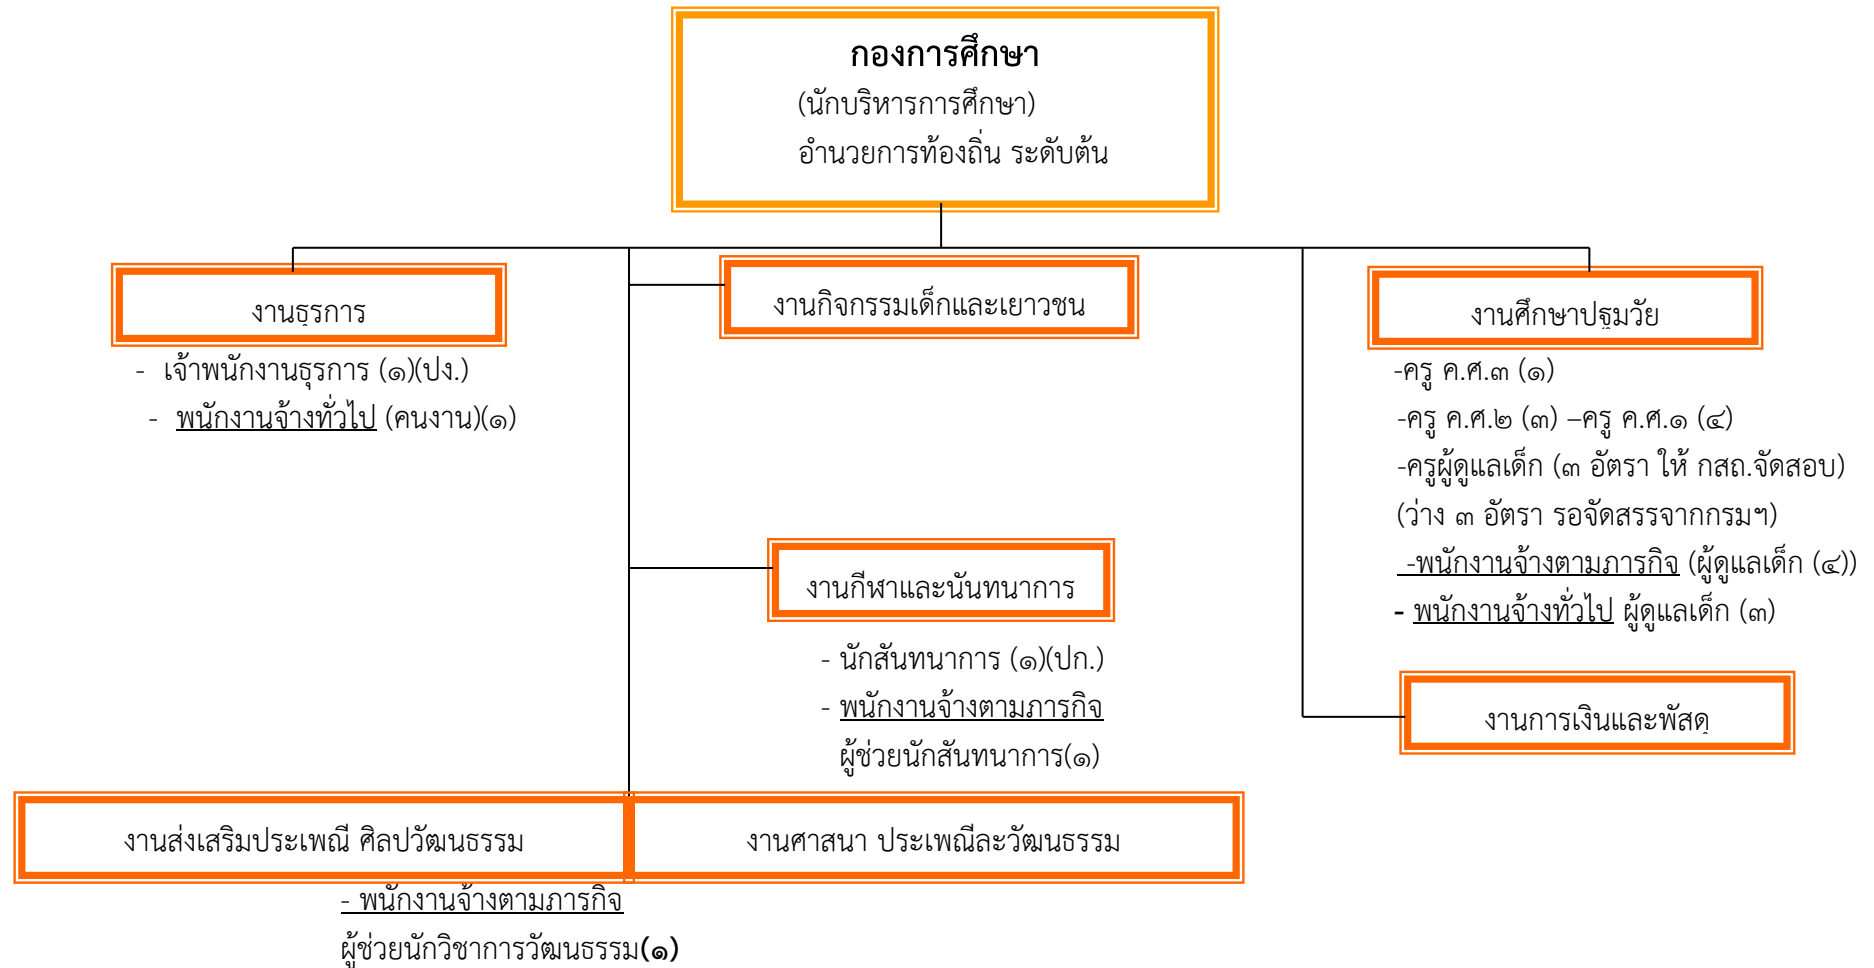 กองการศึกษา
(นักบริหารการศึกษา)
อำนวยการท้องถิ่น ระดับต้น
งานธุรการ
- เจ้าพนักงานธุรการ (๑)(ปง.)
- พนักงานจ้างทั่วไป (คนงาน)(๑)
งานกิจกรรมเด็กและเยาวชน
งานกีฬาและนันทนาการ
- นักสันทนาการ (๑)(ปก.)
- พนักงานจ้างตามภารกิจ
ผู้ช่วยนักสันทนาการ(๑)
งานศึกษาปฐมวัย
-ครู ค.ศ.๓ (๑)
-ครู ค.ศ.๒ (๓) –ครู ค.ศ.๑ (๔)
-ครูผู้ดูแลเด็ก (๓ อัตรา ให้ กสถ.จัดสอบ)
(ว่าง ๓ อัตรา รอจัดสรรจากกรมฯ)
-พนักงานจ้างตามภารกิจ (ผู้ดูแลเด็ก (๔))
- พนักงานจ้างทั่วไป ผู้ดูแลเด็ก (๓)
งานการเงินและพัสดุ
งานส่งเสริมประเพณี ศิลปวัฒนธรรม
งานศาสนา ประเพณีละวัฒนธรรม
- พนักงานจ้างตามภารกิจ
ผู้ช่วยนักวิชาการวัฒนธรรม(๑)